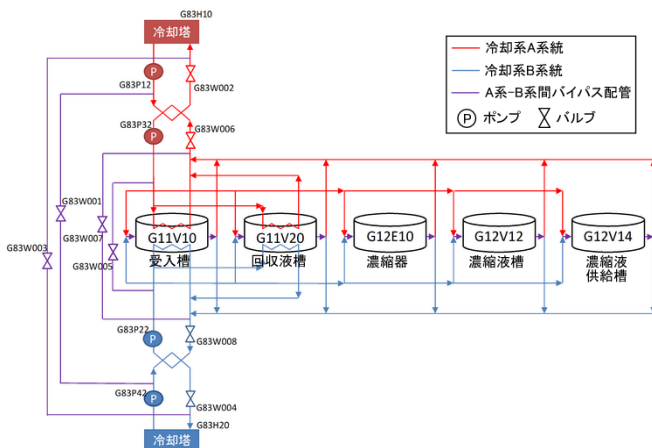 G83H10
冷却塔
P
G83P12
G83W002
P
G83P32
G83W006
冷却系A系統
冷却系B系統
A系-B系間バイパス配管
P ポンプ
バルブ
G83W001
G83W007
G83W003
G83W005
G11V10
受入槽
G11V20
回収液槽
G12E10
濃縮器
G12V12
濃縮液槽
G12V14
濃縮液
供給槽
G83P22
P
G83W008
G83P42
P
G83W004
G83H20
冷却塔